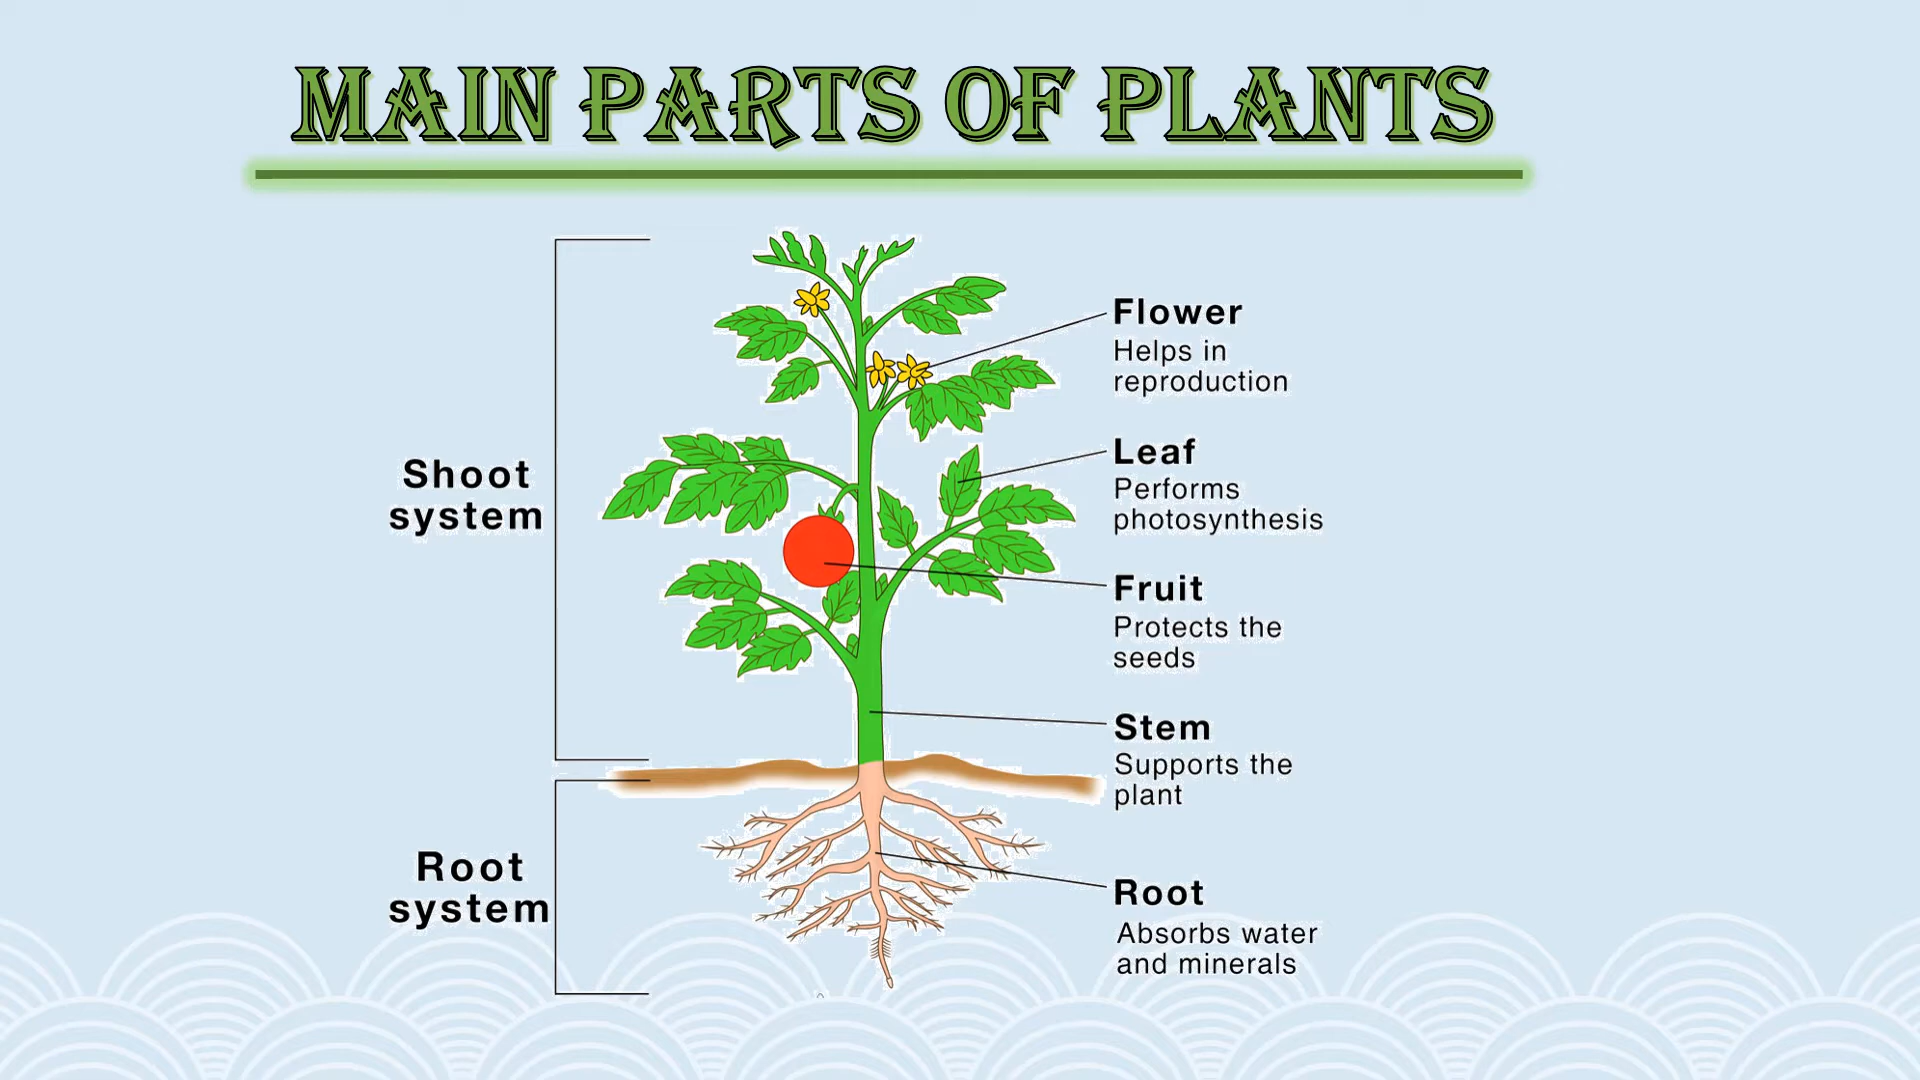 MAIN PARTS OF PLANTS
Shoot
system
Flower
Helps in
reproduction
Leaf
Performs
photosynthesis
Fruit
Protects the
seeds
Stem
Supports the
plant
Root
system
Root
Absorbs water
and minerals